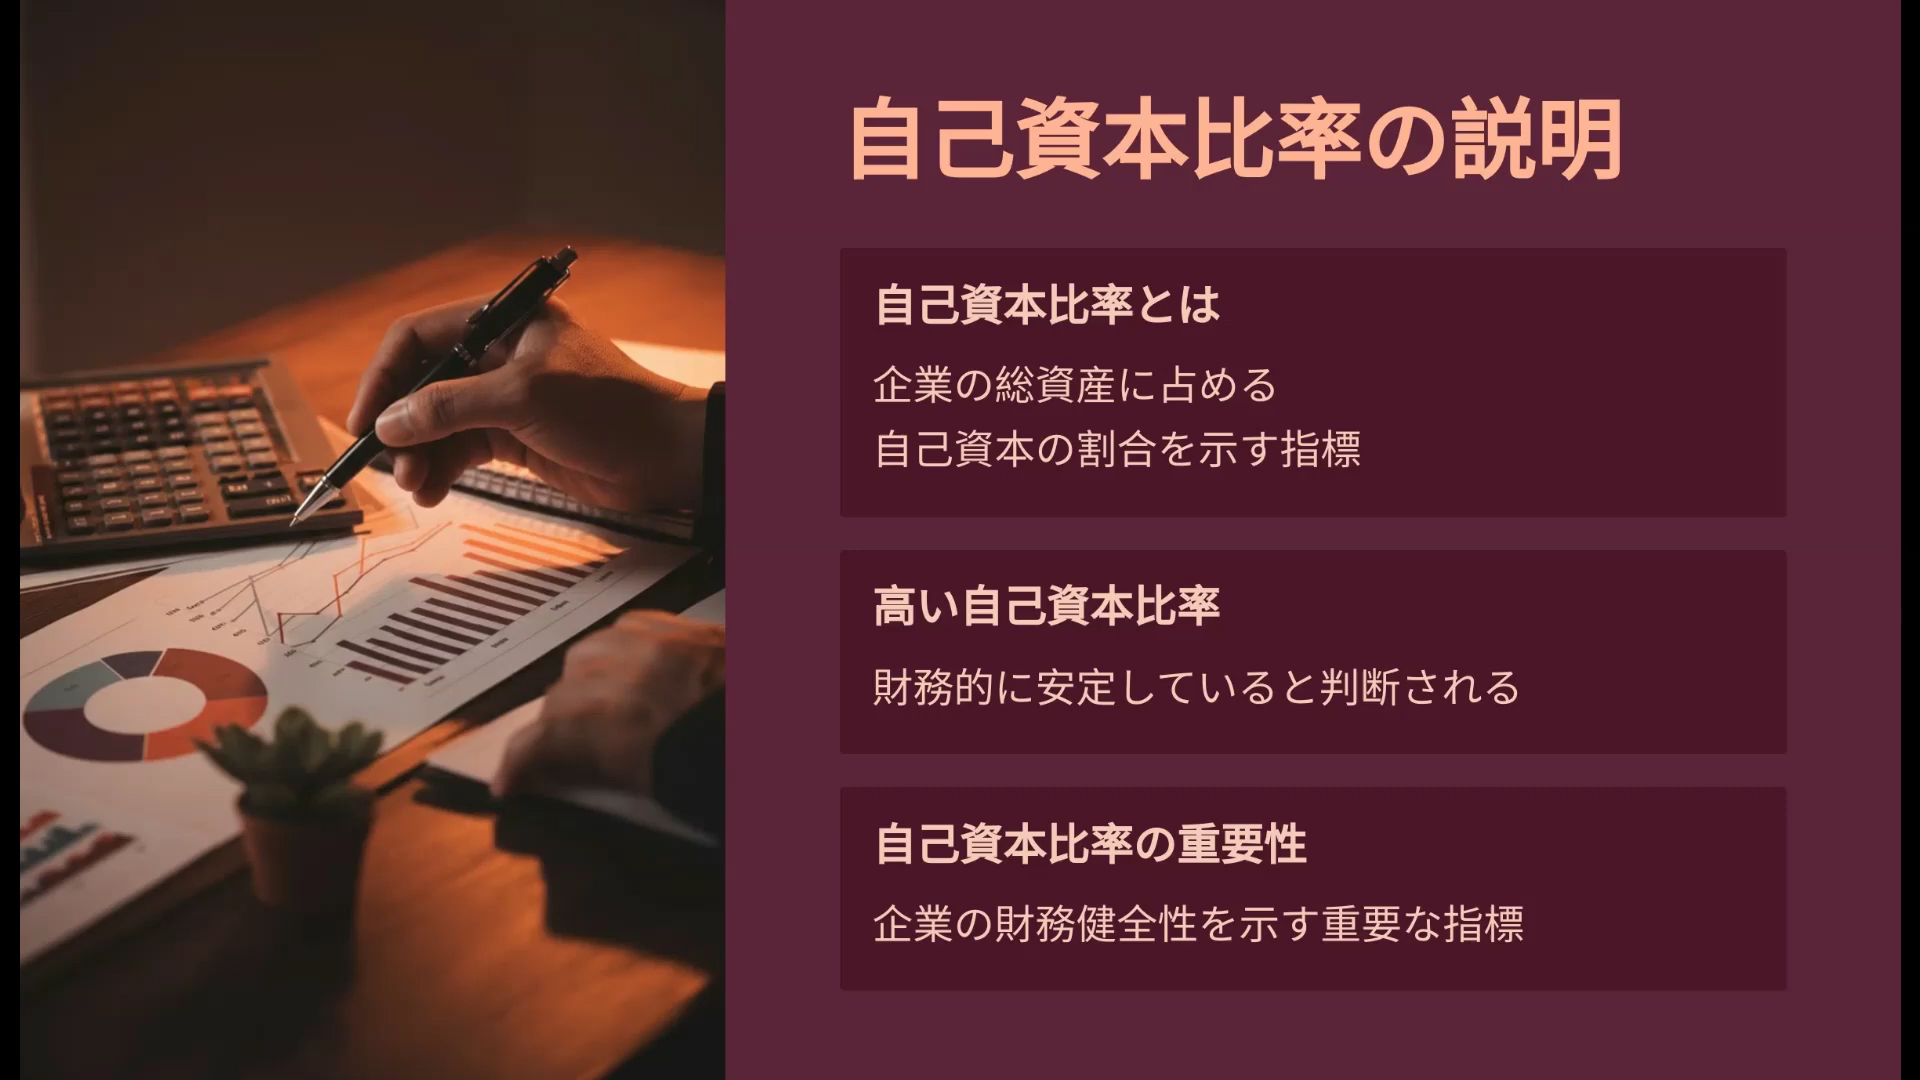 自己資本比率の説明
自己資本比率とは
企業の総資産に占める
自己資本の割合を示す指標
高い自己資本比率
財務的に安定していると判断される
自己資本比率の重要性
企業の財務健全性を示す重要な指標